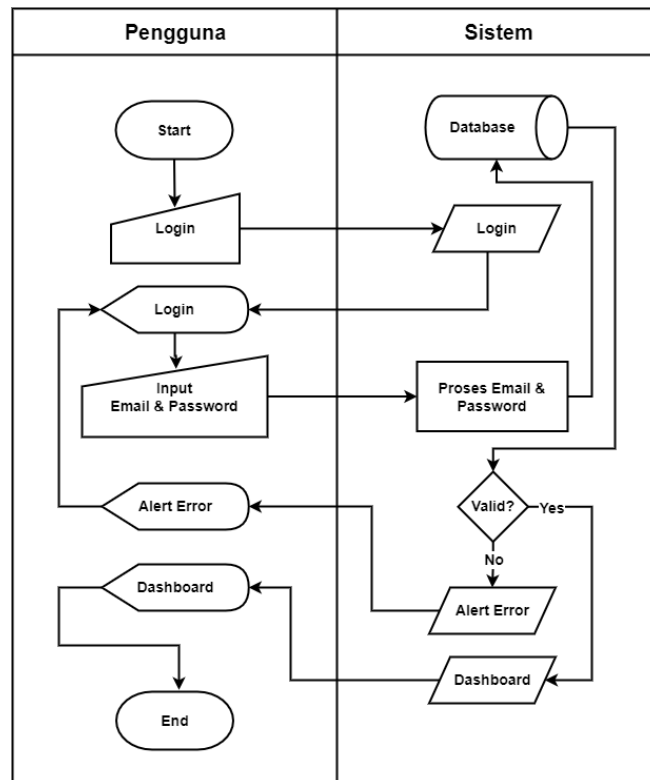 Pengguna
Sistem
Start
Database
Login
Login
Login
Input
Email & Password
Proses Email &
Password
Alert Error
Valid?
Yes
No
Dashboard
Alert Error
Dashboard
End